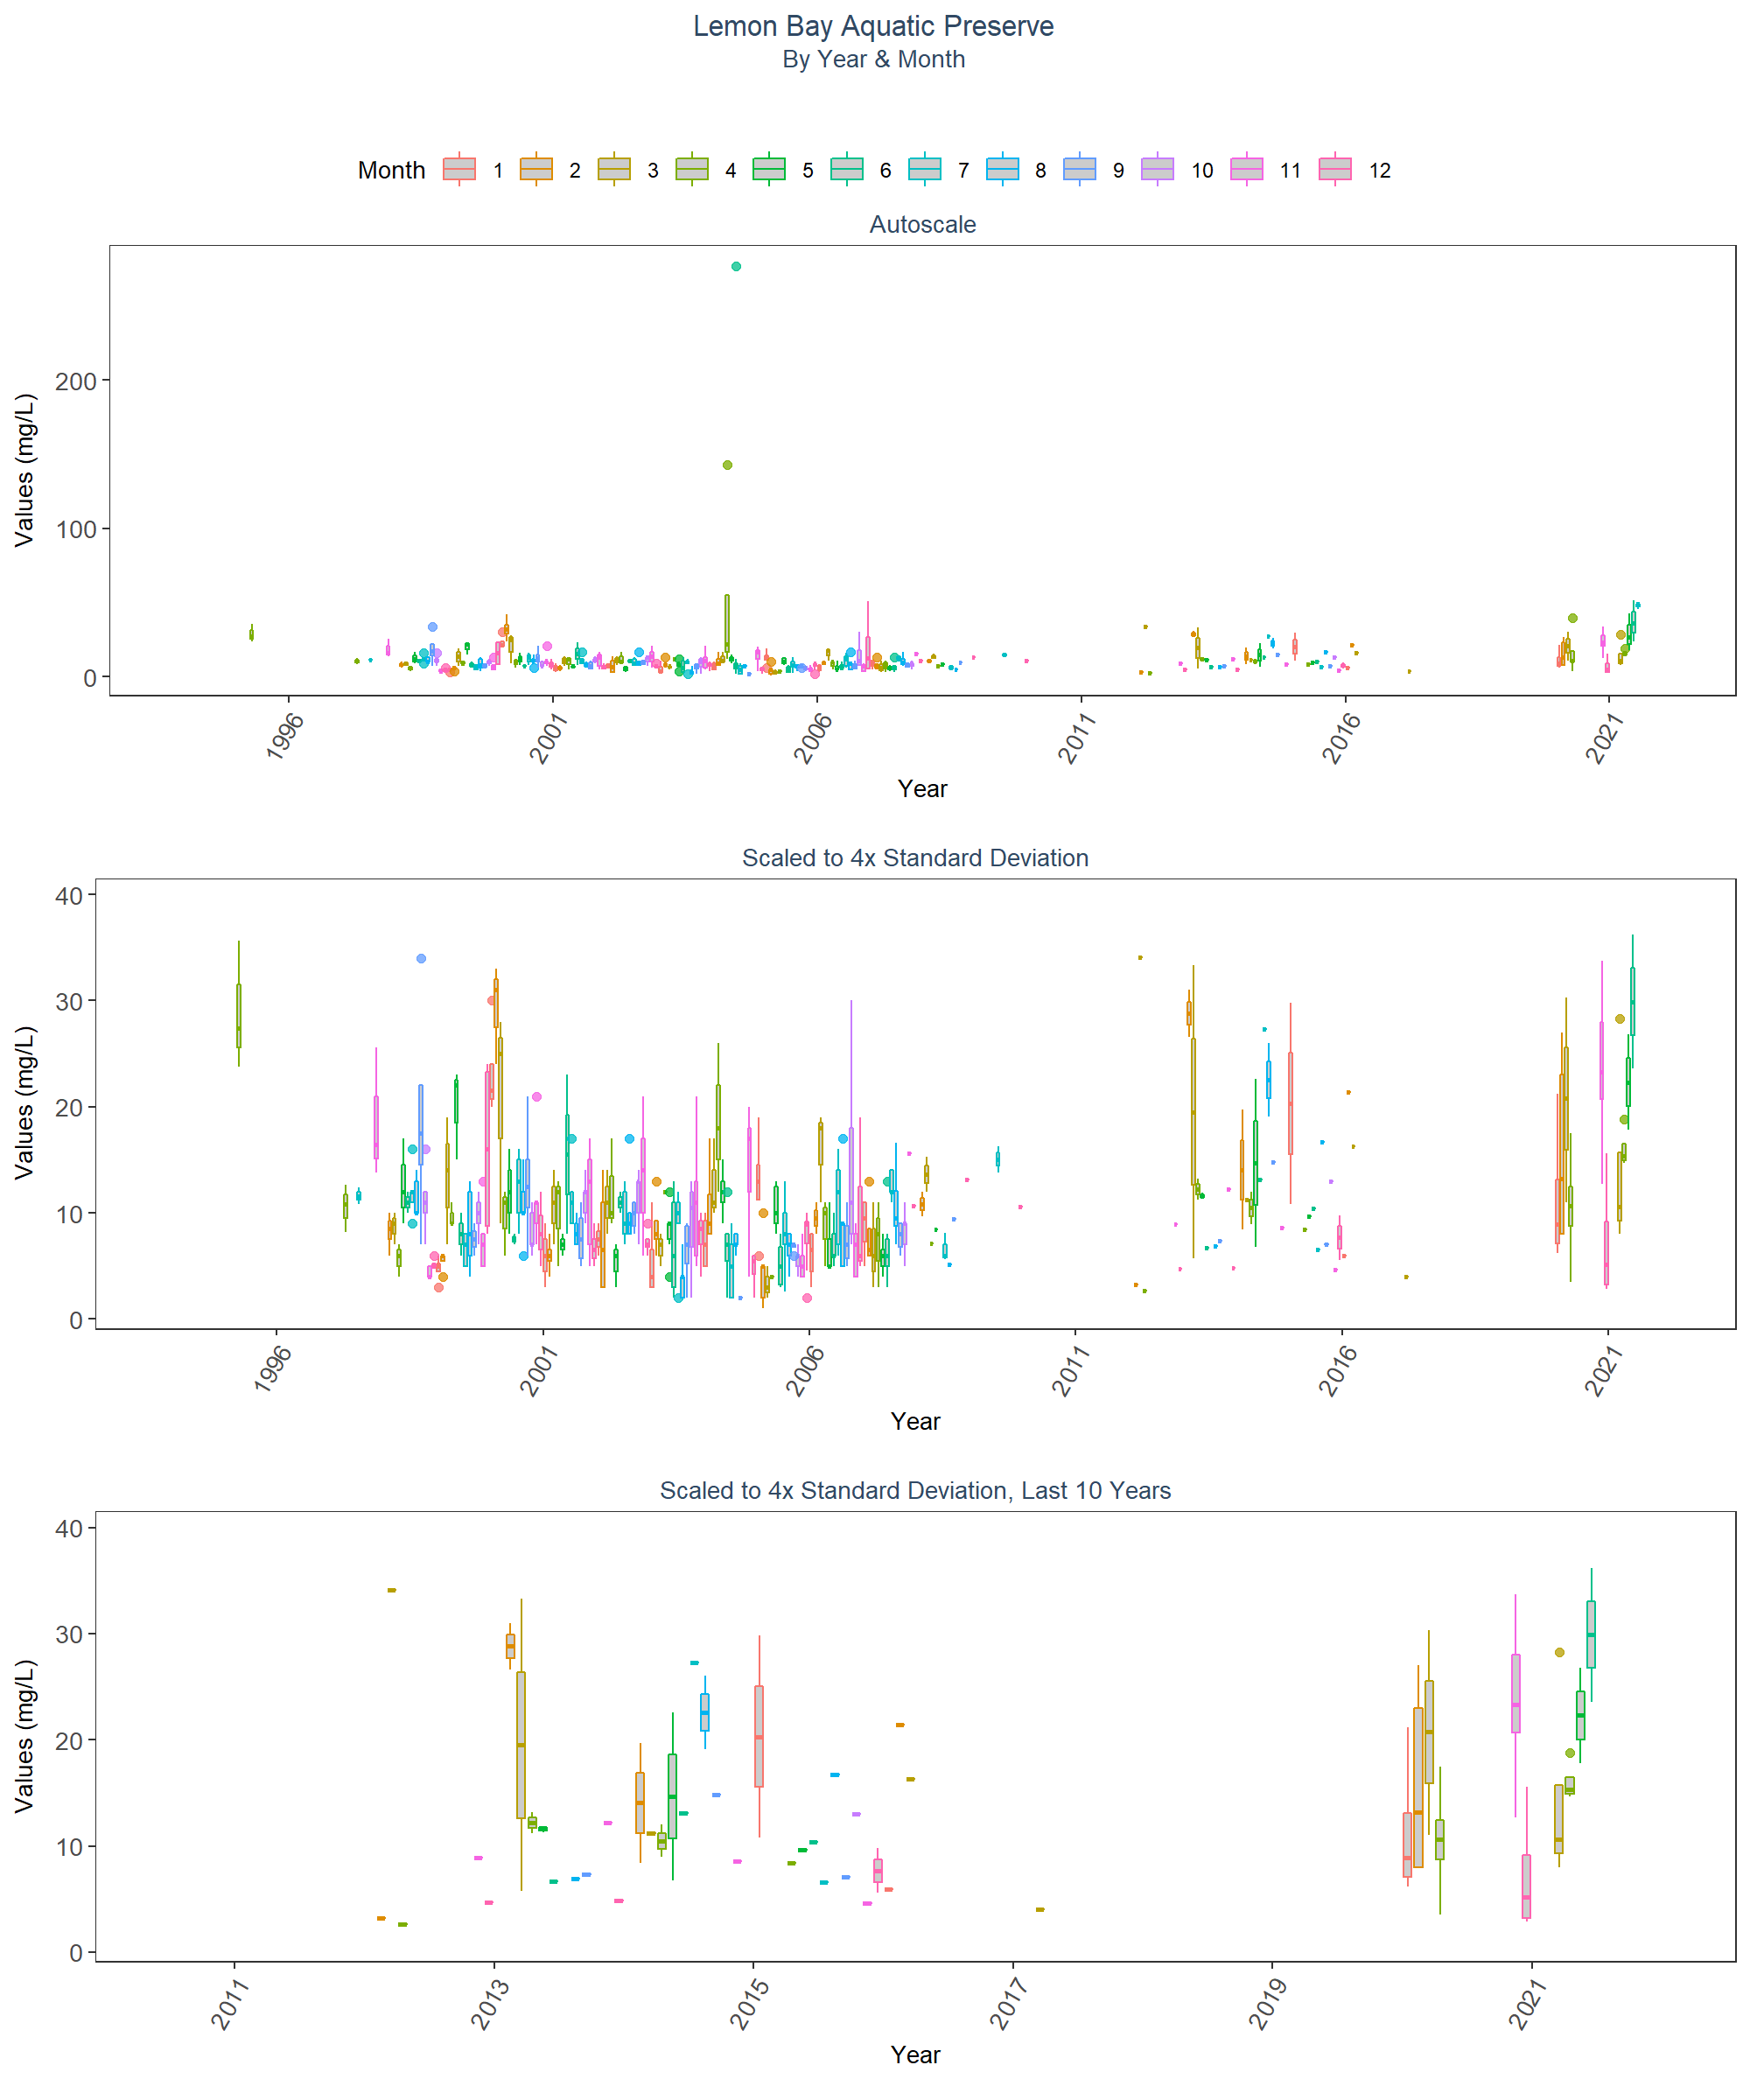 Lemon Bay Aquatic Preserve
By Year & Month
Month 1 2 3 4 5 6 7 8 9 10 11 12
Autoscale
Values (mg/L)
200
100
0
1996 2001 2006 2011 2016 2021
Year
Scaled to 4x Standard Deviation
Values (mg/L)
40
30
20
10
0
1996 2001 2006 2011 2016 2021
Year
Scaled to 4x Standard Deviation, Last 10 Years
Values (mg/L)
40
30
20
10
0
2011 2013 2015 2017 2019 2021
Year